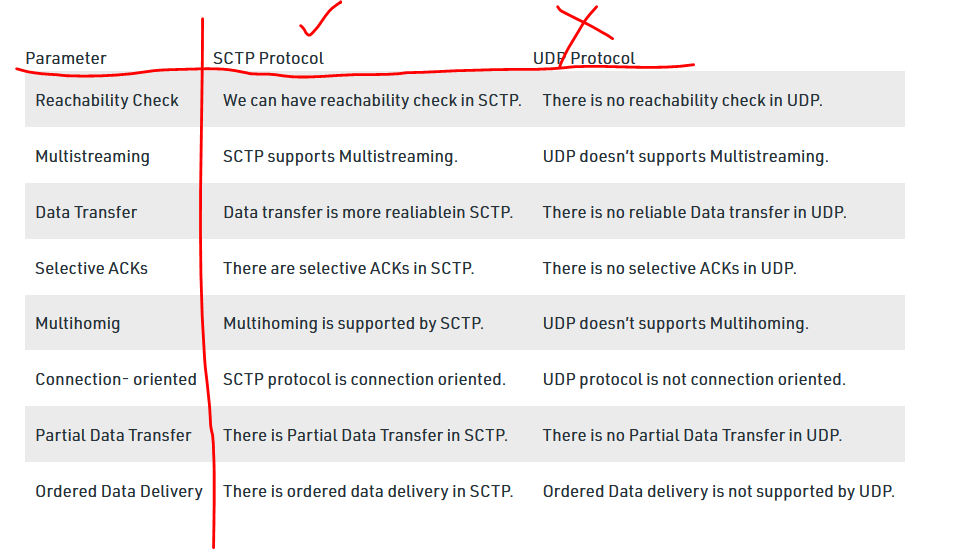 Parameter SCTP Protocol UDP Protocol
Reachability Check We can have reachability check in SCTP. There is no reachability check in UDP.
Multistreaming SCTP supports Multistreaming. UDP doesn't supports Multistreaming.
Data Transfer Data transfer is more realiablein SCTP. There is no reliable Data transfer in UDP.
Selective ACKs There are selective ACKs in SCTP. There is no selective ACKs in UDP.
Multihomig Multihoming is supported by SCTP. UDP doesn't supports Multihoming.
Connection- oriented SCTP protocol is connection oriented. UDP protocol is not connection oriented.
Partial Data Transfer There is Partial Data Transfer in SCTP. There is no Partial Data Transfer in UDP.
Ordered Data Delivery There is ordered data delivery in SCTP. Ordered Data delivery is not supported by UDP.